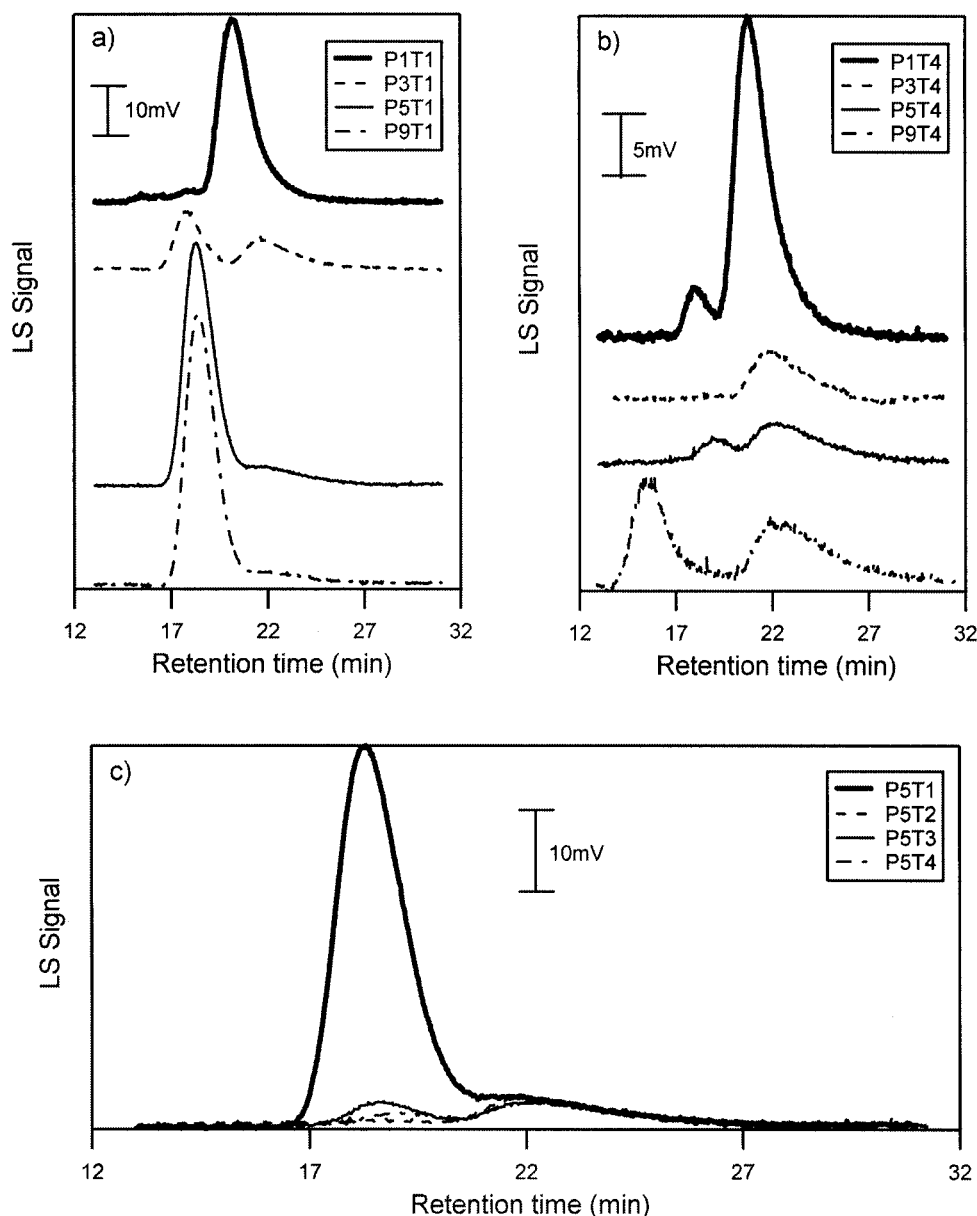 a)
P1T1
P3T1
P5T1
P9T1
10mV
LS Signal
12 17 22 27 32
Retention time (min)
b)
P1T4
P3T4
P5T4
P9T4
5mV
LS Signal
12 17 22 27 32
Retention time (min)
c)
P5T1
P5T2
P5T3
P5T4
10mV
LS Signal
12 17 22 27 32
Retention time (min)